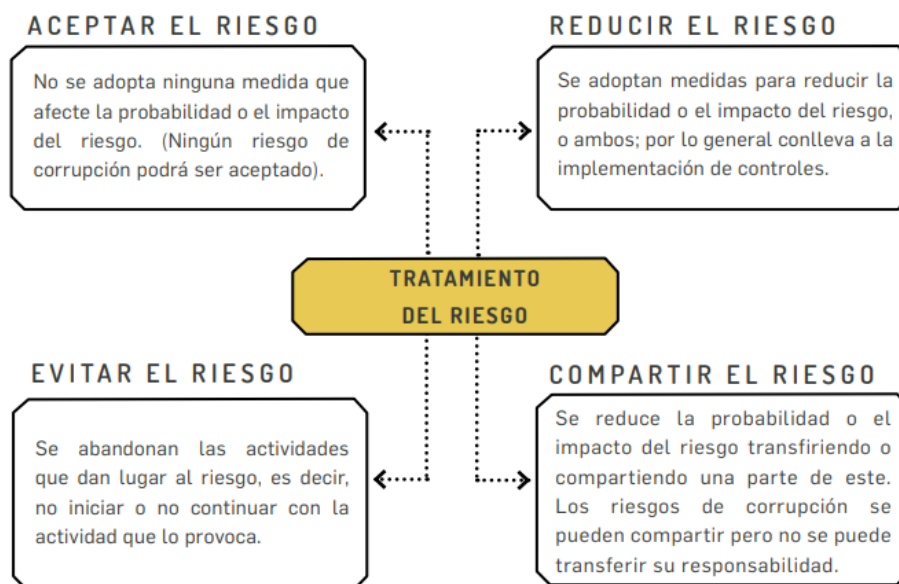 ACEPTAR EL RIESGO
No se adopta ninguna medida que
afecte la probabilidad o el impacto
del riesgo. (Ningún riesgo de
corrupción podrá ser aceptado).
REDUCIR EL RIESGO
Se adoptan medidas para reducir la
probabilidad o el impacto del riesgo,
o ambos; por lo general conlleva a la
implementación de controles.
TRATAMIENTO
DEL RIESGO
EVITAR EL RIESGO
Se abandonan las actividades
que dan lugar al riesgo, es decir,
no iniciar o no continuar con la
actividad que lo provoca.
COMPARTIR EL RIESGO
Se reduce la probabilidad o el
impacto del riesgo transfiriendo o
compartiendo una parte de este.
Los riesgos de corrupción se
pueden compartir pero no se puede
transferir su responsabilidad.